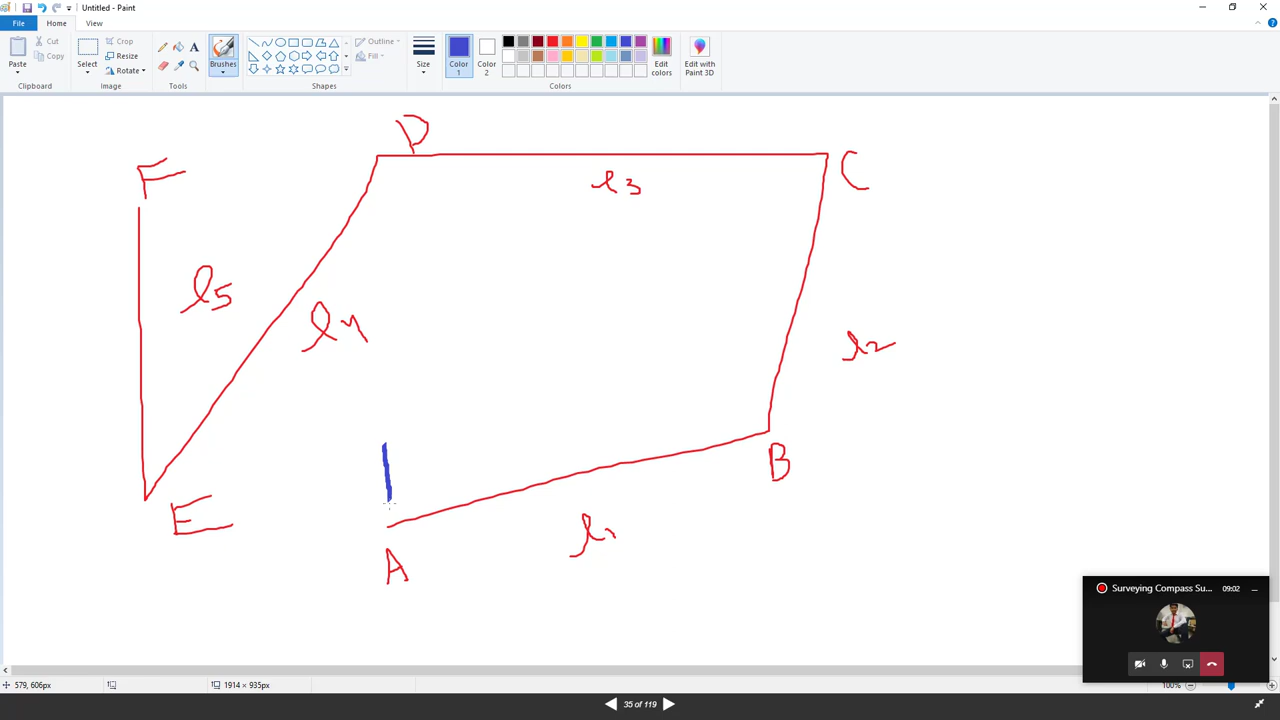 Untitled - Paint
File Home View
Paste
Cut
Copy
Clipboard
Select
Crop
Resize
Rotate
Image
A
Tools
Brushes
Shapes
Outline
Fill
Size
Color 1
Color 2
Colors
Edit colors
Edit with Paint 3D
D
F
C
l3
l5
l4
l2
B
E
A
Surveying Compass Su... 09:02
579, 606px
1914 × 935px
100%
35 of 119